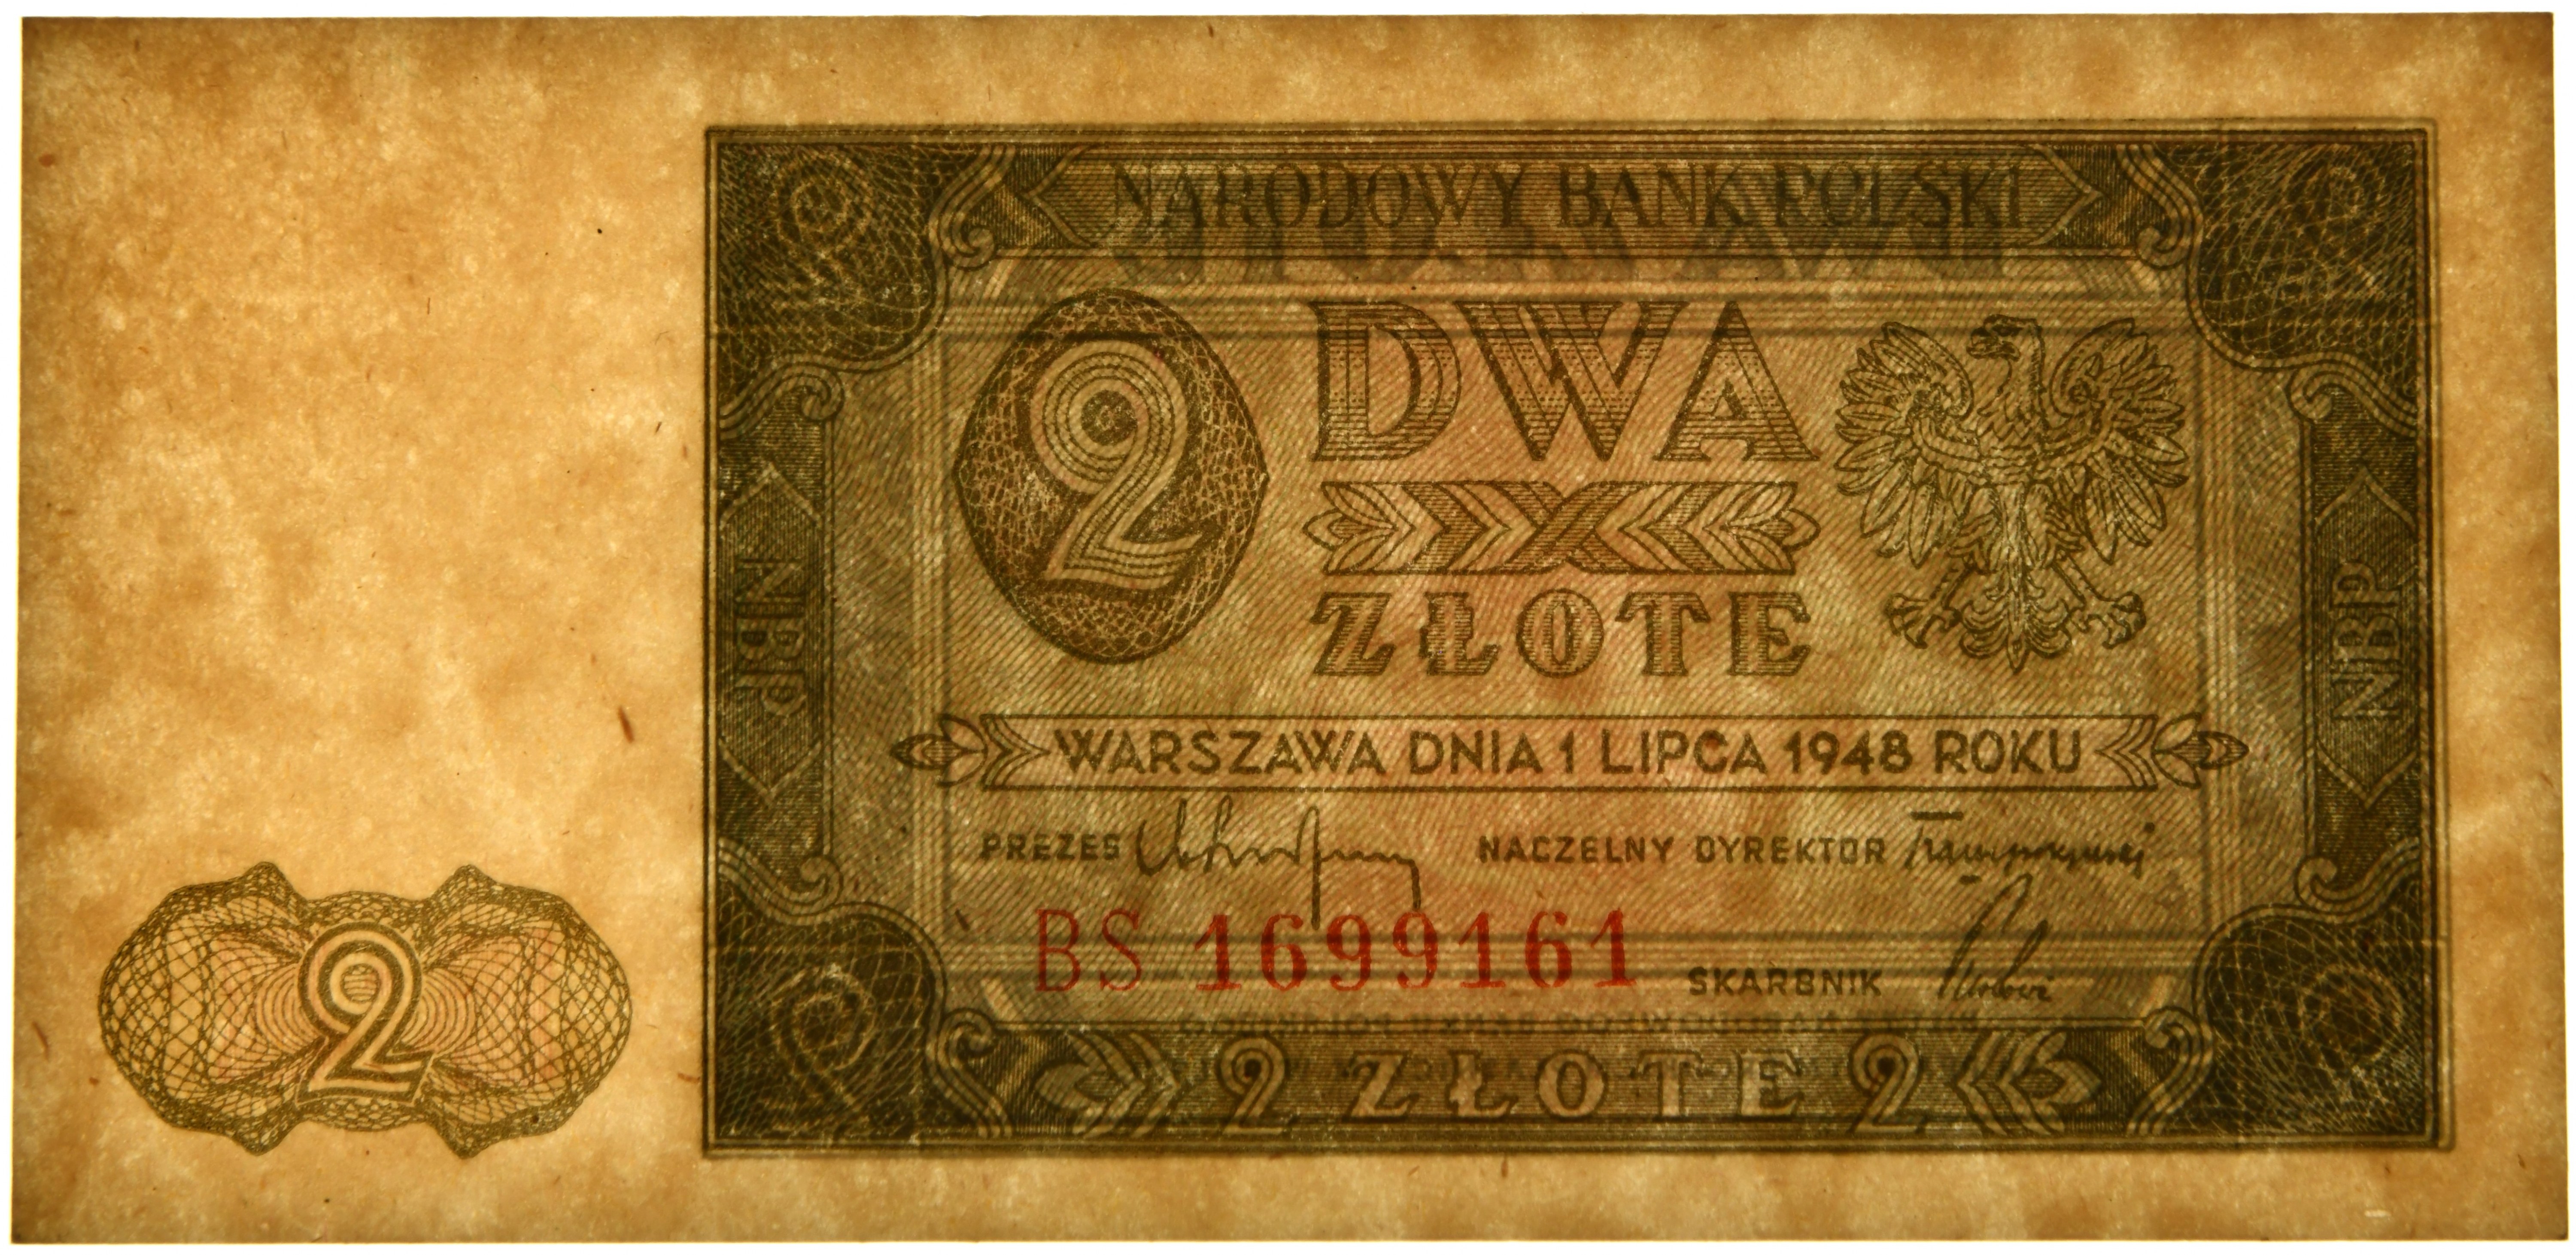 NARODOWY BANK POLSKI
2 DWA
ZŁOTE
NBP
NBP
WARSZAWA DNIA 1 LIPCA 1948 ROKU
PREZES NACZELNY DYREKTOR
BS 1699161
SKARBNIK
2 ZŁOTE 2
2